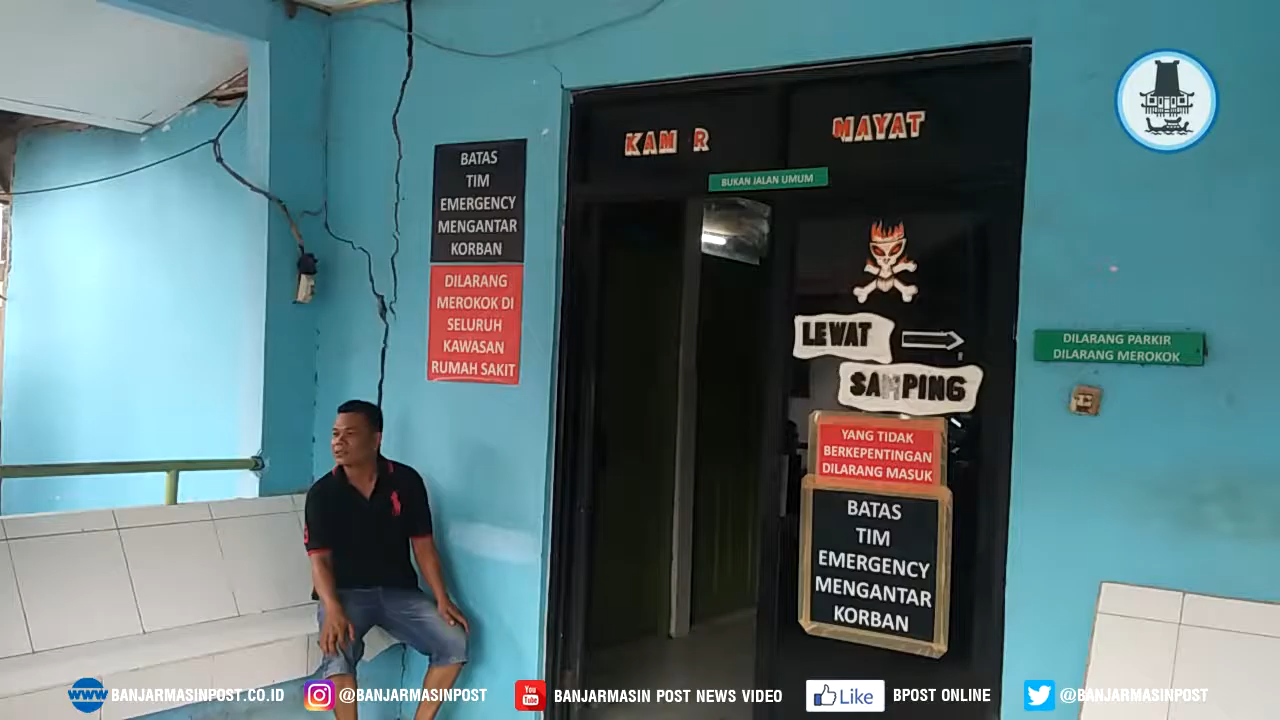 KAM R MAYAT
BUKAN JALAN UMUM
BATAS
TIM
EMERGENCY
MENGANTAR
KORBAN
DILARANG
MEROKOK DI
SELURUH
KAWASAN
RUMAH SAKIT
LEWAT
SAMPING
YANG TIDAK
BERKEPENTINGAN
DILARANG MASUK
BATAS
TIM
EMERGENCY
MENGANTAR
KORBAN
DILARANG PARKIR
DILARANG MEROKOK
www BANJARMASINPOST.CO.ID @BANJARMASINPOST You Tube BANJARMASIN POST NEWS VIDEO Like BPOST ONLINE @BANJARMASINPOST